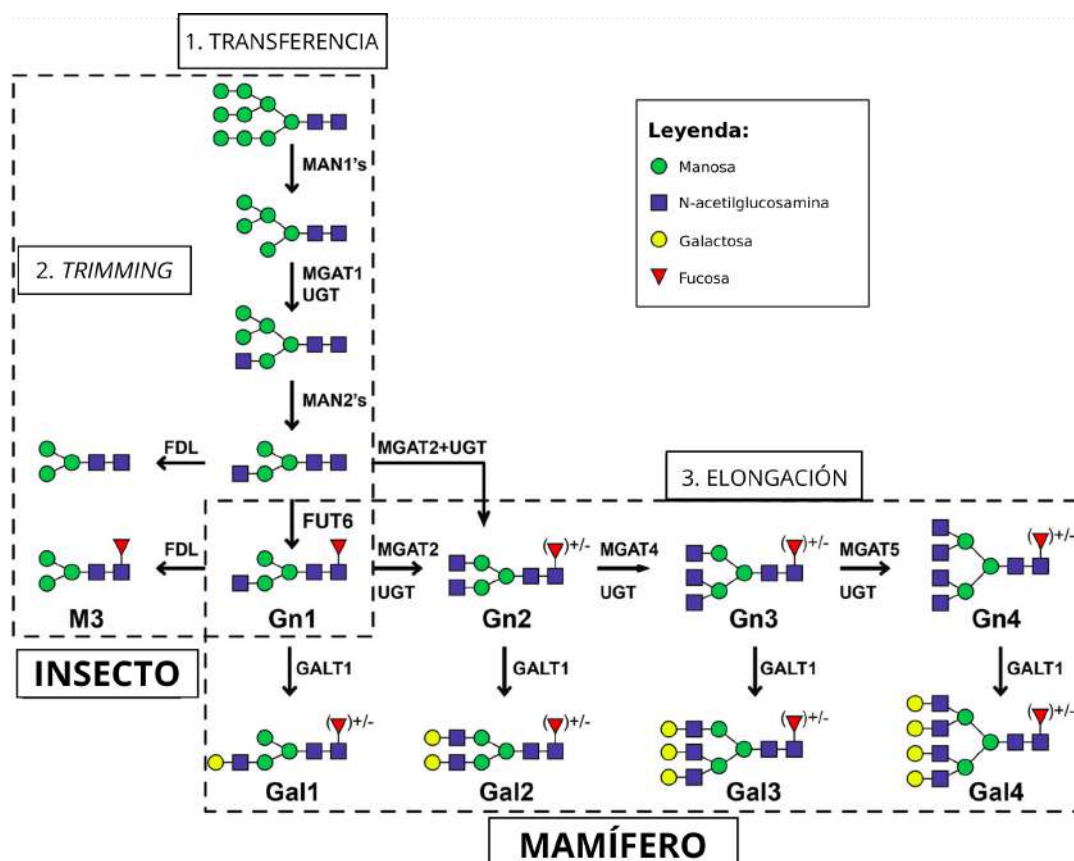 1. TRANSFERENCIA
MAN1's
Leyenda:
Manosa
N-acetilglucosamina
Galactosa
Fucosa
2. TRIMMING
MGAT1
UGT
MAN2's
FDL
MGAT2+UGT
3. ELONGACIÓN
FUT6
FDL
MGAT2
UGT
( )+/-
MGAT4
UGT
( )+/-
MGAT5
UGT
( )+/-
M3
Gn1
Gn2
Gn3
Gn4
INSECTO
GALT1
GALT1
GALT1
GALT1
( )+/-
( )+/-
( )+/-
( )+/-
Gal1
Gal2
Gal3
Gal4
MAMÍFERO